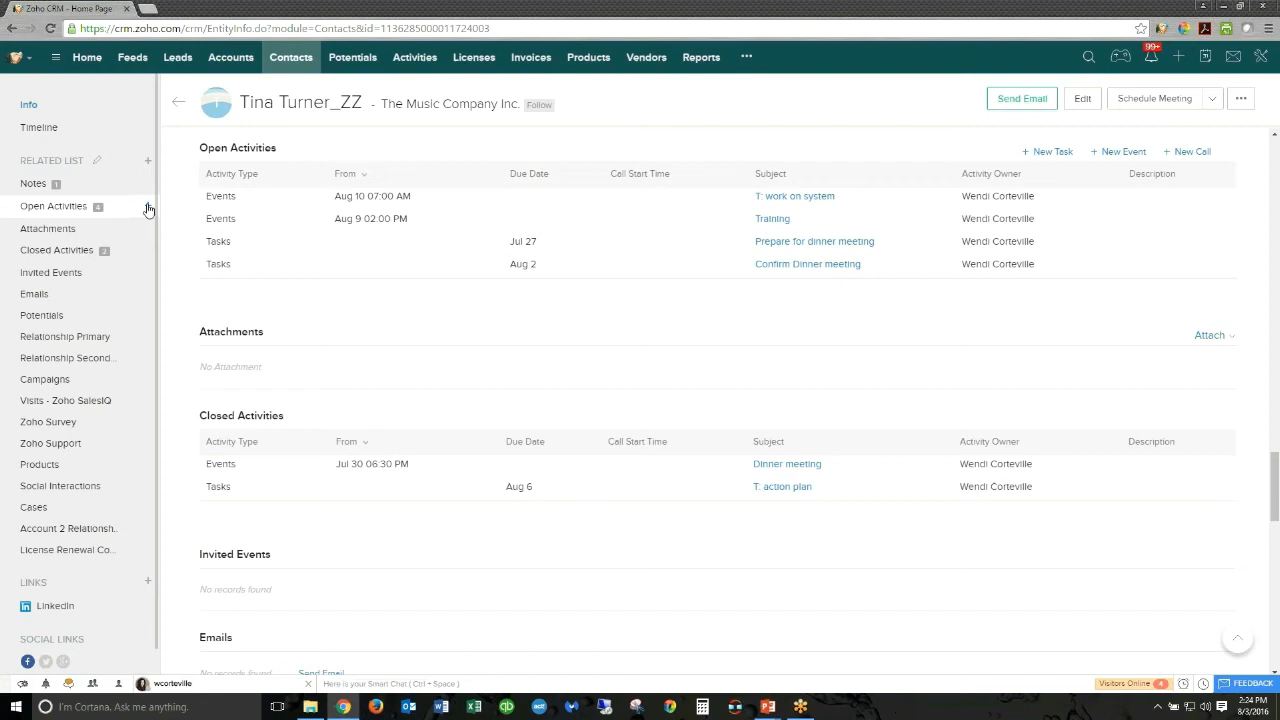 Zoho CRM - Home Page
https://crm.zoho.com/crm/EntityInfo.do?module=Contacts&id=1136285000011724003
Home Feeds Leads Accounts Contacts Potentials Activities Licenses Invoices Products Vendors Reports ••• 99+
Info
Timeline
RELATED LIST +
Notes 1
Open Activities 4
Attachments
Closed Activities 2
Invited Events
Emails
Potentials
Relationship Primary
Relationship Second...
Campaigns
Visits - Zoho SalesIQ
Zoho Survey
Zoho Support
Products
Social Interactions
Cases
Account 2 Relationsh..
License Renewal Co...
LINKS +
LinkedIn
SOCIAL LINKS
T Tina Turner_ZZ - The Music Company Inc. Follow
Send Email Edit Schedule Meeting •••
Open Activities
+ New Task + New Event + New Call
Activity Type From Due Date Call Start Time Subject Activity Owner Description
Events Aug 10 07:00 AM T: work on system Wendi Corteville
Events Aug 9 02:00 PM Training Wendi Corteville
Tasks Jul 27 Prepare for dinner meeting Wendi Corteville
Tasks Aug 2 Confirm Dinner meeting Wendi Corteville
Attachments Attach
No Attachment
Closed Activities
Activity Type From Due Date Call Start Time Subject Activity Owner Description
Events Jul 30 06:30 PM Dinner meeting Wendi Corteville
Tasks Aug 6 T: action plan Wendi Corteville
Invited Events
No records found
Emails
No records found Send Email
wcorteville Here is your Smart Chat ( Ctrl + Space ) Visitors Online 4 FEEDBACK
I'm Cortana. Ask me anything.
2:24 PM
8/3/2016